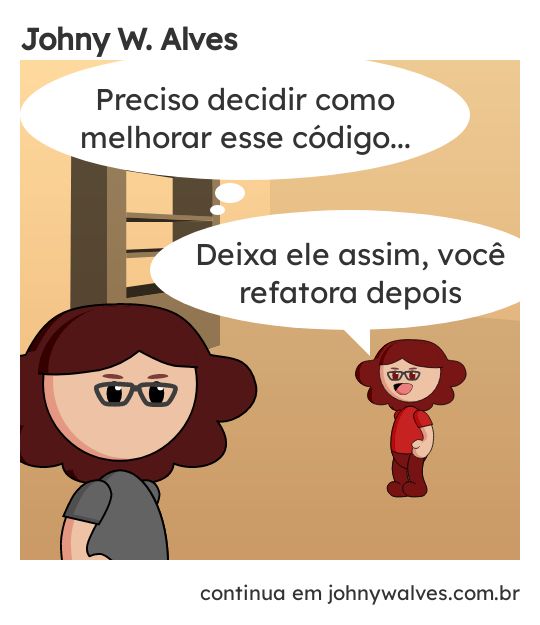 Johny W. Alves
Preciso decidir como
melhorar esse código...
Deixa ele assim, você
refatora depois
continua em johnywalves.com.br